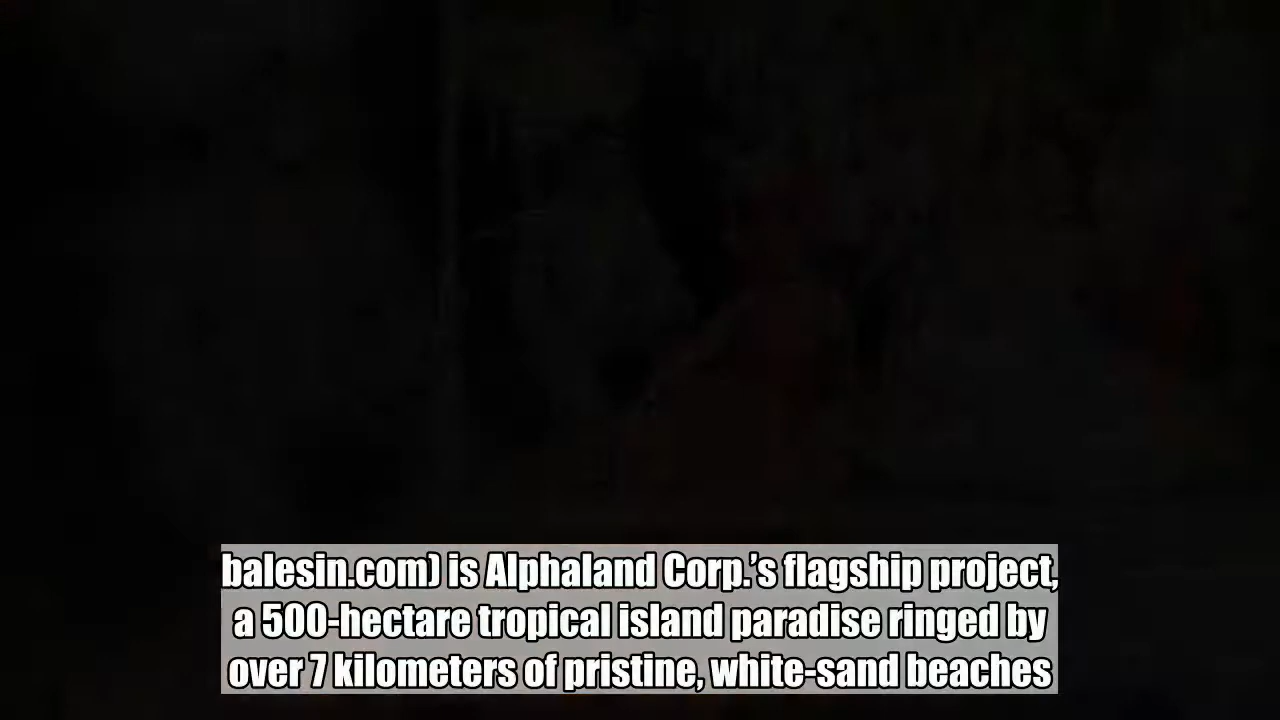 balesin.com) is Alphaland Corp.’s flagship project,
a 500-hectare tropical island paradise ringed by
over 7 kilometers of pristine, white-sand beaches